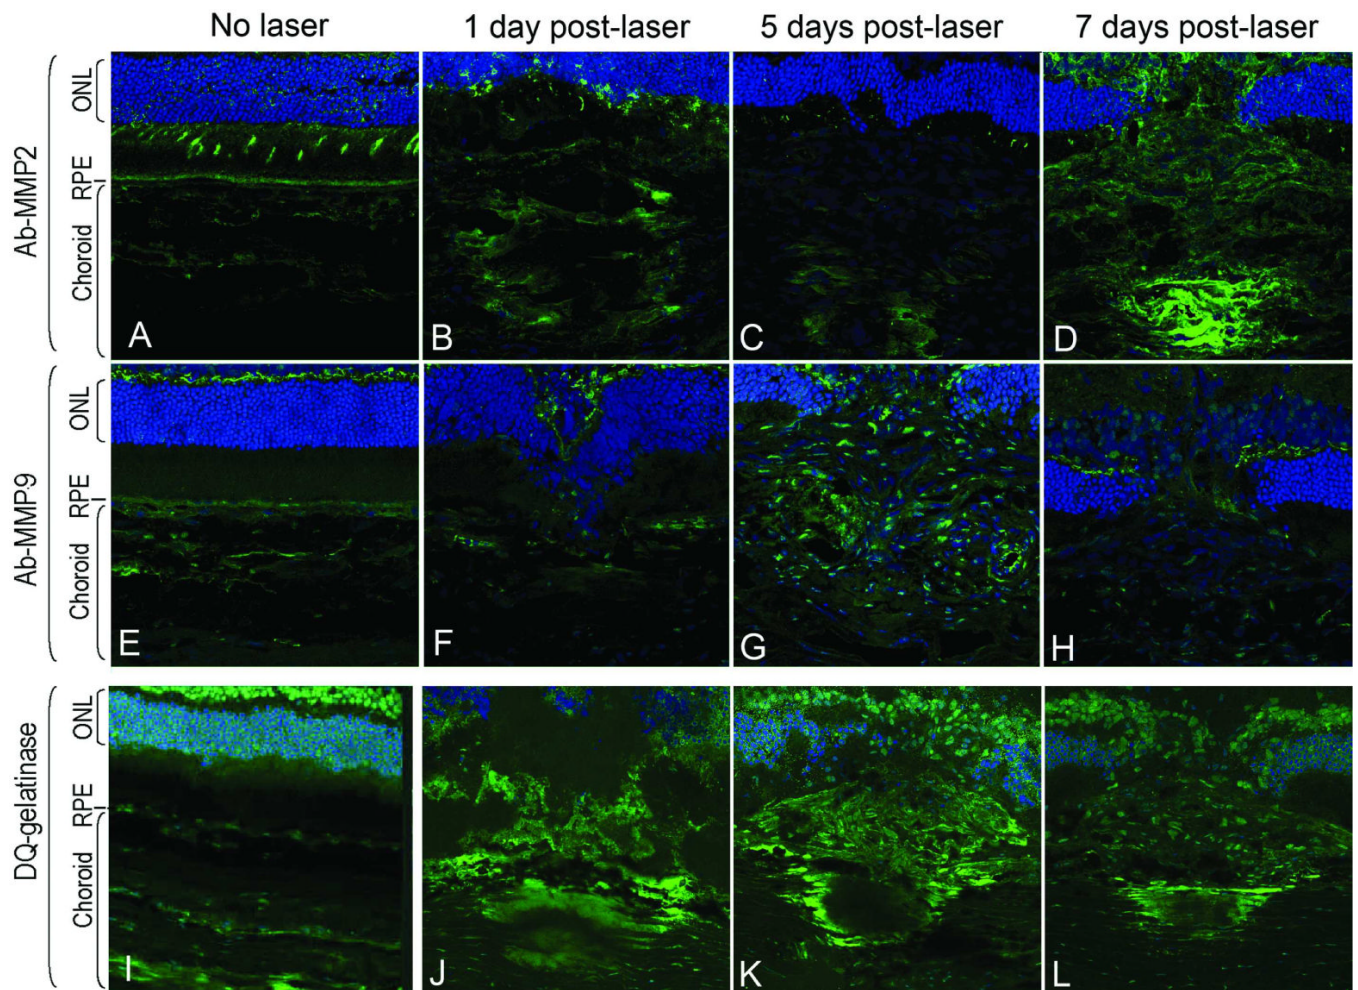 No laser 1 day post-laser 5 days post-laser 7 days post-laser
Ab-MMP2
ONL
RPE
Choroid
A B C D
Ab-MMP9
ONL
RPE
Choroid
E F G H
DQ-gelatinase
ONL
RPE
Choroid
I J K L